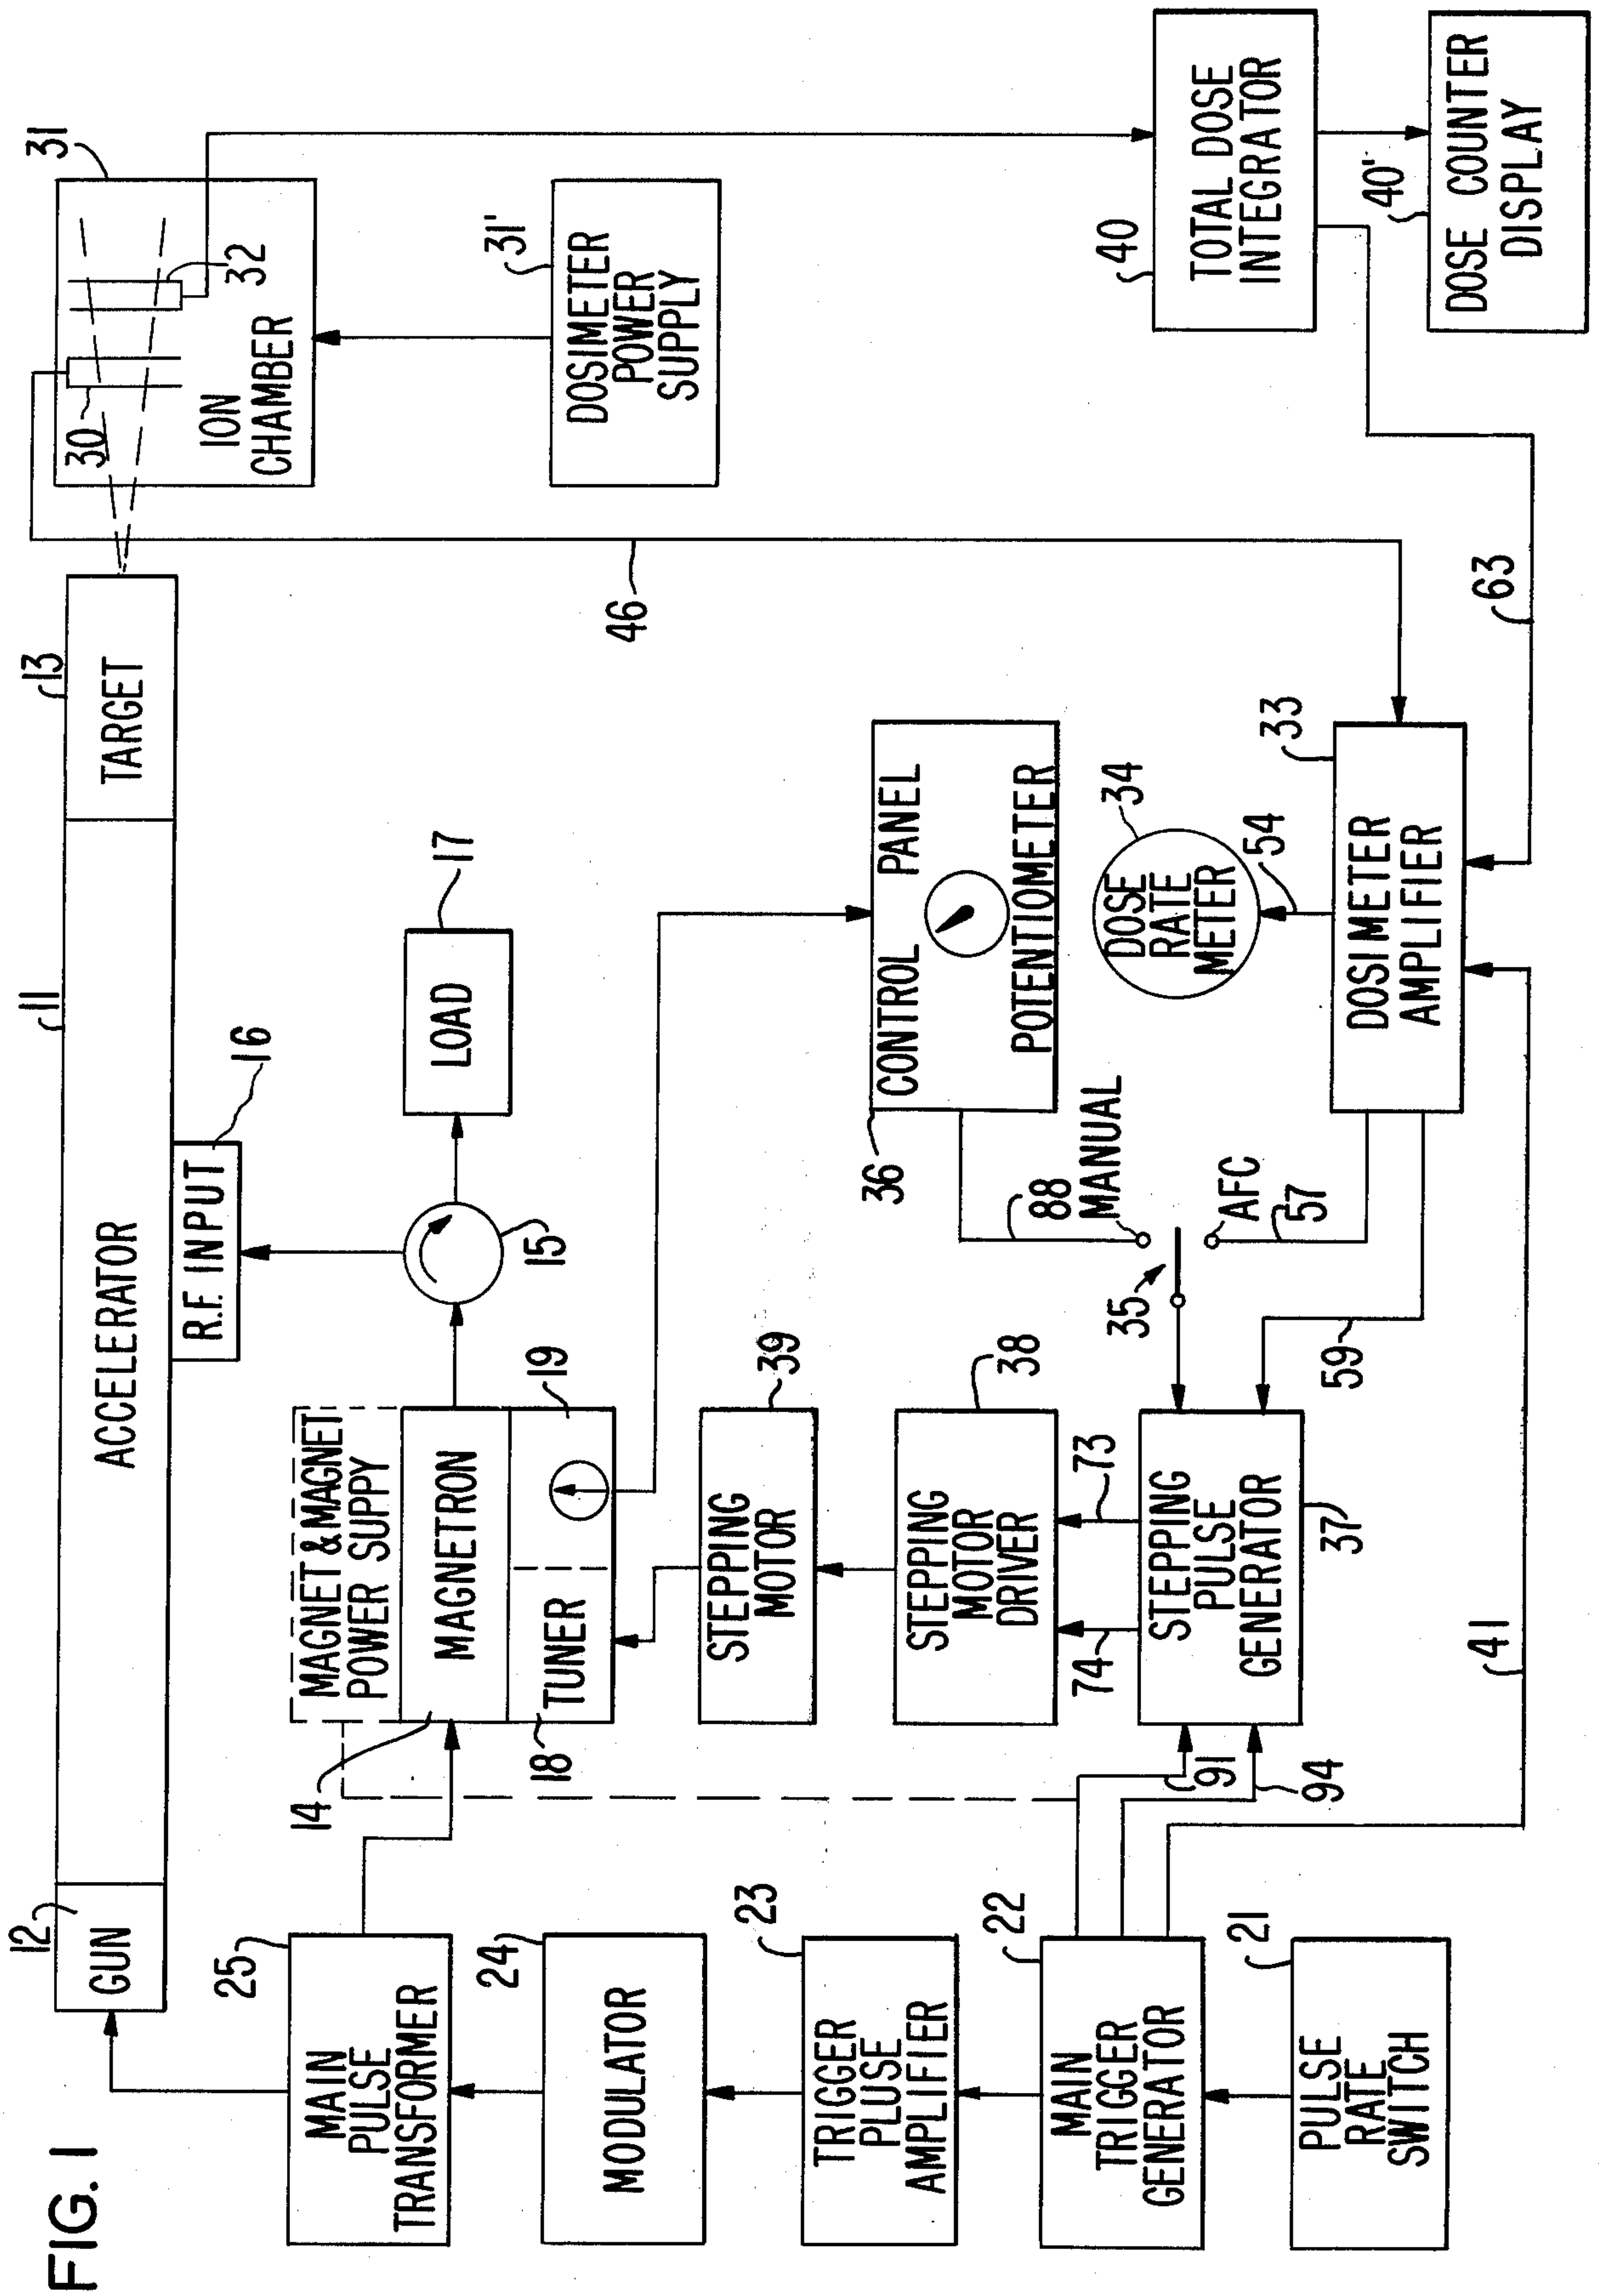 FIG. 1
12
GUN
ACCELERATOR
11
TARGET
13
R.F. INPUT
16
31
30
32
ION
CHAMBER
31'
DOSIMETER
POWER
SUPPLY
46
25
MAIN
PULSE
TRANSFORMER
24
MODULATOR
23
TRIGGER
PLUSE
AMPLIFIER
22
MAIN
TRIGGER
GENERATOR
21
PULSE
RATE
SWITCH
MAGNET & MAGNET
POWER SUPPY
14
MAGNETRON
18
TUNER
19
15
LOAD
17
39
STEPPING
MOTOR
38
STEPPING
MOTOR
DRIVER
74
73
STEPPING
PULSE
GENERATOR
37
91
94
41
36
CONTROL PANEL
POTENTIOMETER
88
MANUAL
35
AFC
57
59
DOSE
RATE
METER
34
54
33
DOSIMETER
AMPLIFIER
63
40
TOTAL DOSE
INTEGRATOR
40'
DOSE COUNTER
DISPLAY